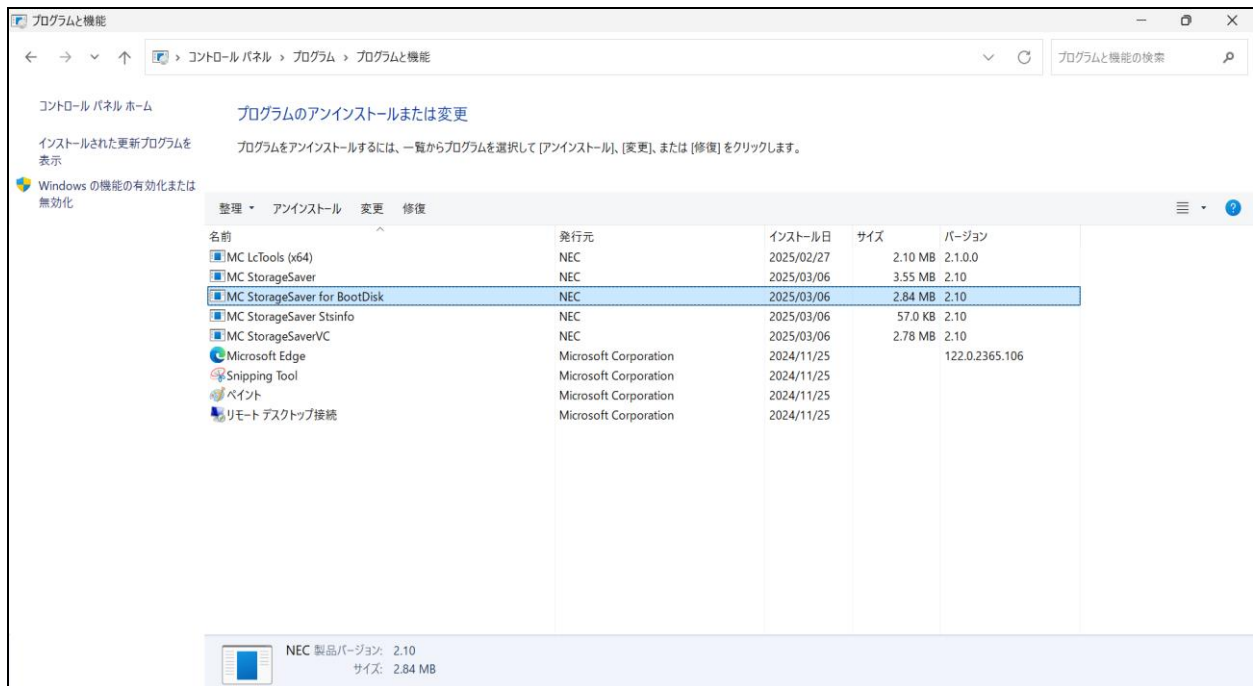 プログラムと機能
コントロール パネル › プログラム › プログラムと機能
プログラムと機能の検索
コントロール パネル ホーム
インストールされた更新プログラムを
表示
Windows の機能の有効化または
無効化
プログラムのアンインストールまたは変更
プログラムをアンインストールするには、一覧からプログラムを選択して [アンインストール]、[変更]、または [修復] をクリックします。
整理 アンインストール 変更 修復
名前 発行元 インストール日 サイズ バージョン
MC LcTools (x64) NEC 2025/02/27 2.10 MB 2.1.0.0
MC StorageSaver NEC 2025/03/06 3.55 MB 2.10
MC StorageSaver for BootDisk NEC 2025/03/06 2.84 MB 2.10
MC StorageSaver Stsinfo NEC 2025/03/06 57.0 KB 2.10
MC StorageSaverVC NEC 2025/03/06 2.78 MB 2.10
Microsoft Edge Microsoft Corporation 2024/11/25 122.0.2365.106
Snipping Tool Microsoft Corporation 2024/11/25
ペイント Microsoft Corporation 2024/11/25
リモート デスクトップ接続 Microsoft Corporation 2024/11/25
NEC 製品バージョン: 2.10
サイズ: 2.84 MB